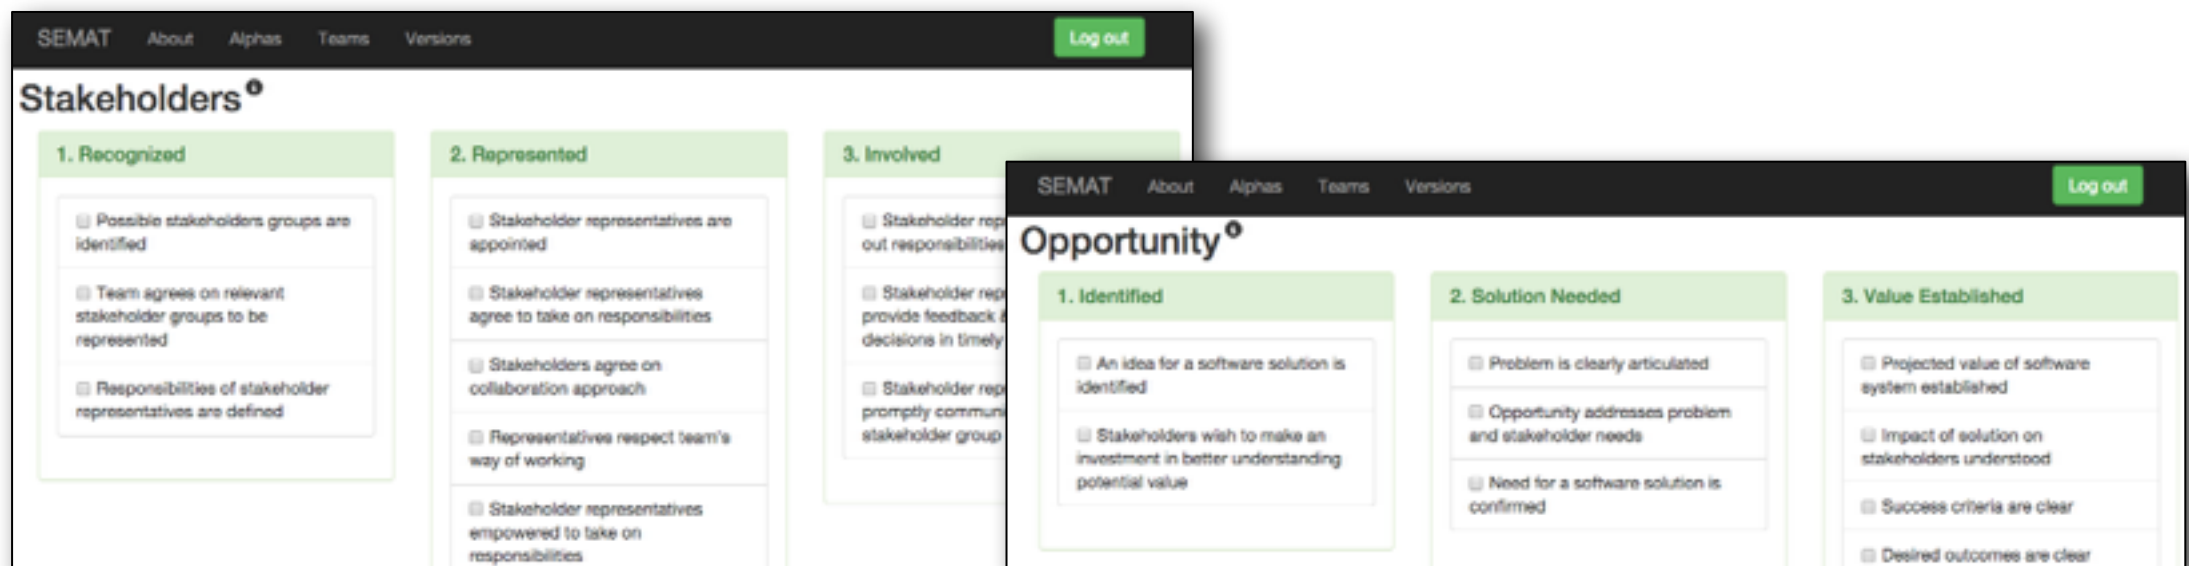 SEMAT About Alphas Teams Versions Log out
Stakeholders
1. Recognized
Possible stakeholders groups are
identified
Team agrees on relevant
stakeholder groups to be
represented
Responsibilities of stakeholder
representatives are defined
2. Represented
Stakeholder representatives are
appointed
Stakeholder representatives
agree to take on responsibilities
Stakeholders agree on
collaboration approach
Representatives respect team's
way of working
Stakeholder representatives
empowered to take on
responsibilities
3. Involved
Stakeholder rep
out responsibilities
Stakeholder rep
provide feedback
decisions in timely
Stakeholder rep
promptly communi
stakeholder group
SEMAT About Alphas Teams Versions Log out
Opportunity
1. Identified
An idea for a software solution is
identified
Stakeholders wish to make an
investment in better understanding
potential value
2. Solution Needed
Problem is clearly articulated
Opportunity addresses problem
and stakeholder needs
Need for a software solution is
confirmed
3. Value Established
Projected value of software
system established
Impact of solution on
stakeholders understood
Success criteria are clear
Desired outcomes are clear